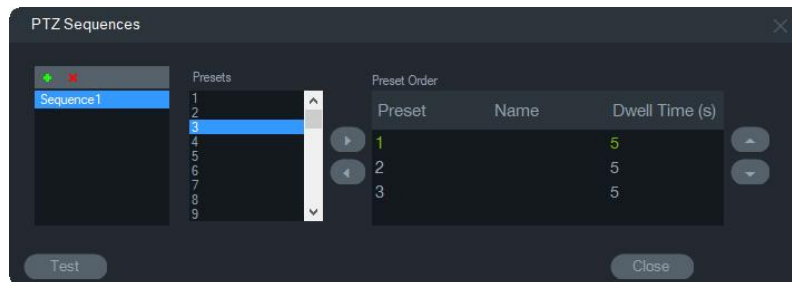 PTZ Sequences
Presets
Preset Order
Sequence1
1
2
3
4
5
6
7
8
9
Preset Name Dwell Time (s)
1 5
2 5
3 5
Test
Close